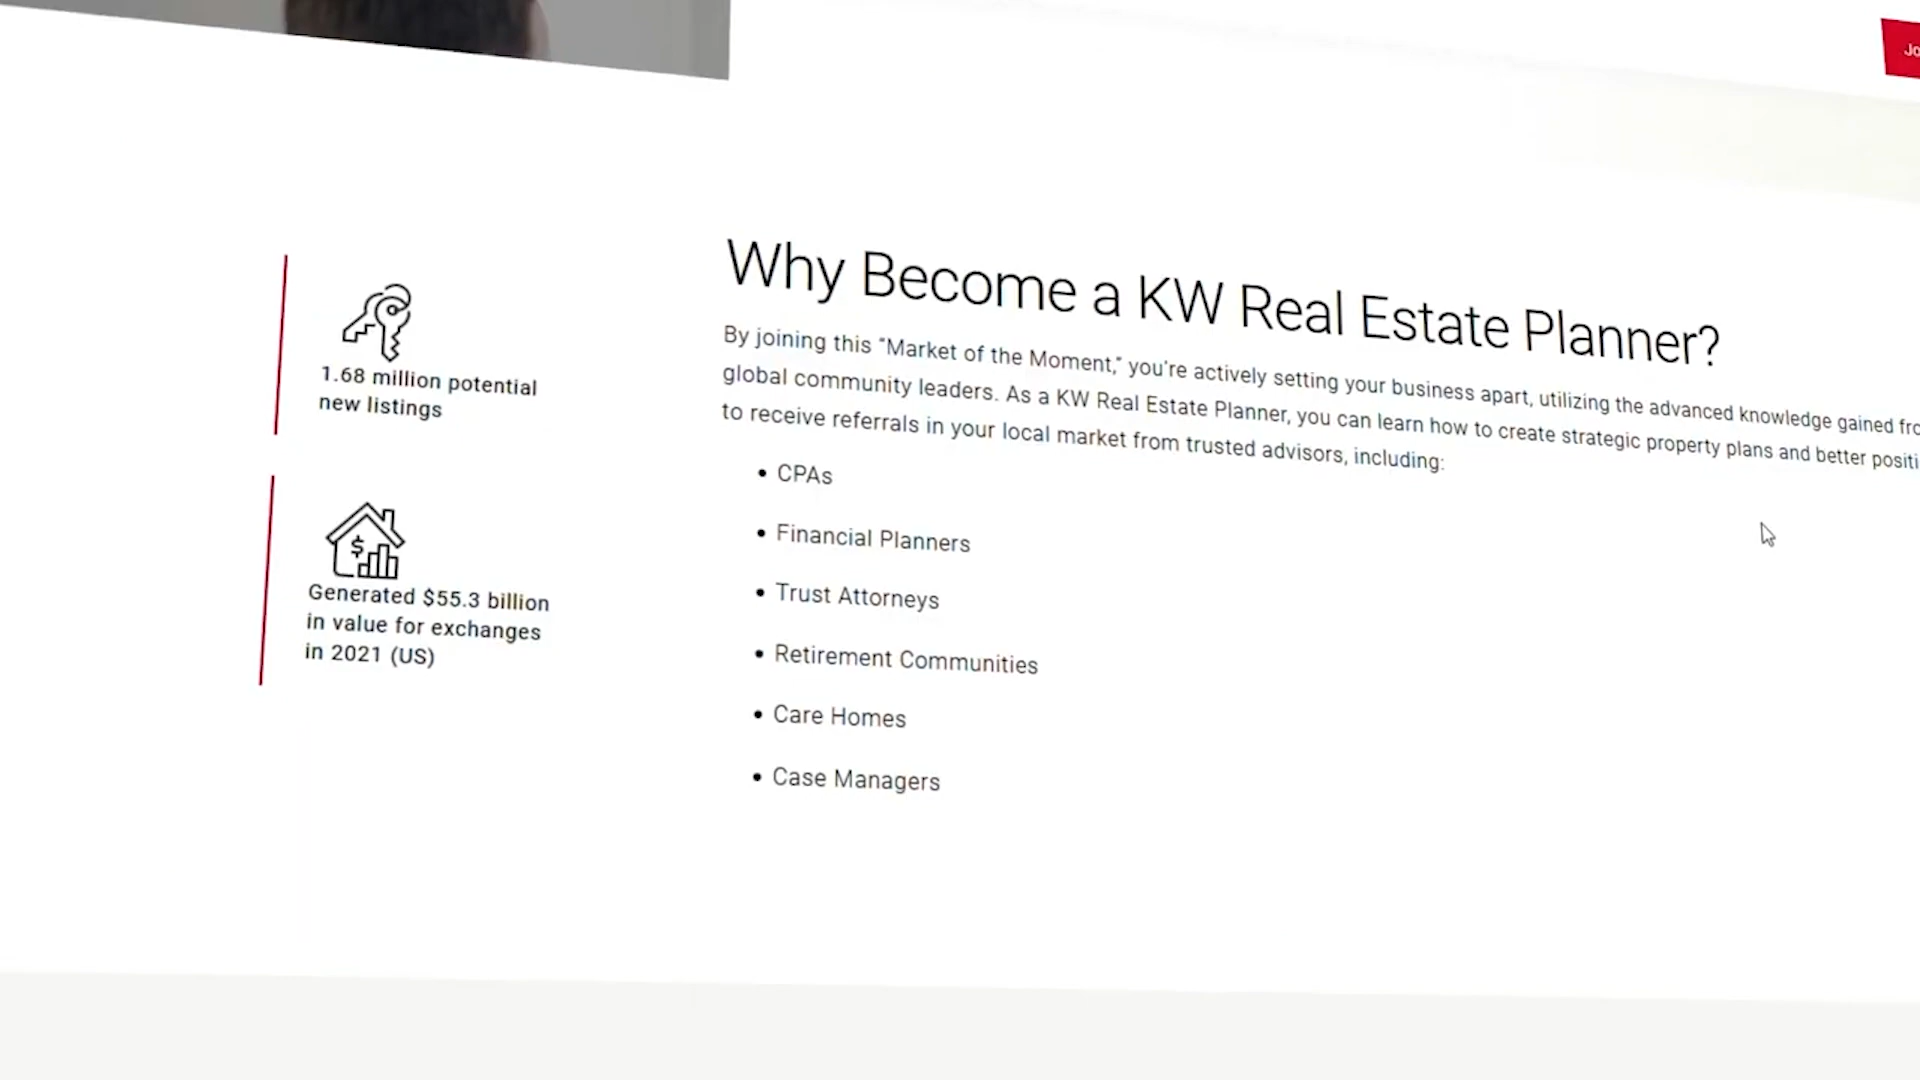 Why Become a KW Real Estate Planner?
By joining this “Market of the Moment,” you’re actively setting your business apart, utilizing the advanced knowledge gained
global community leaders. As a KW Real Estate Planner, you can learn how to create strategic property plans and better
to receive referrals in your local market from trusted advisors, including:
• CPAs
• Financial Planners
• Trust Attorneys
• Retirement Communities
• Care Homes
• Case Managers
1.68 million potential
new listings
$
Generated $55.3 billion
in value for exchanges
in 2021 (US)